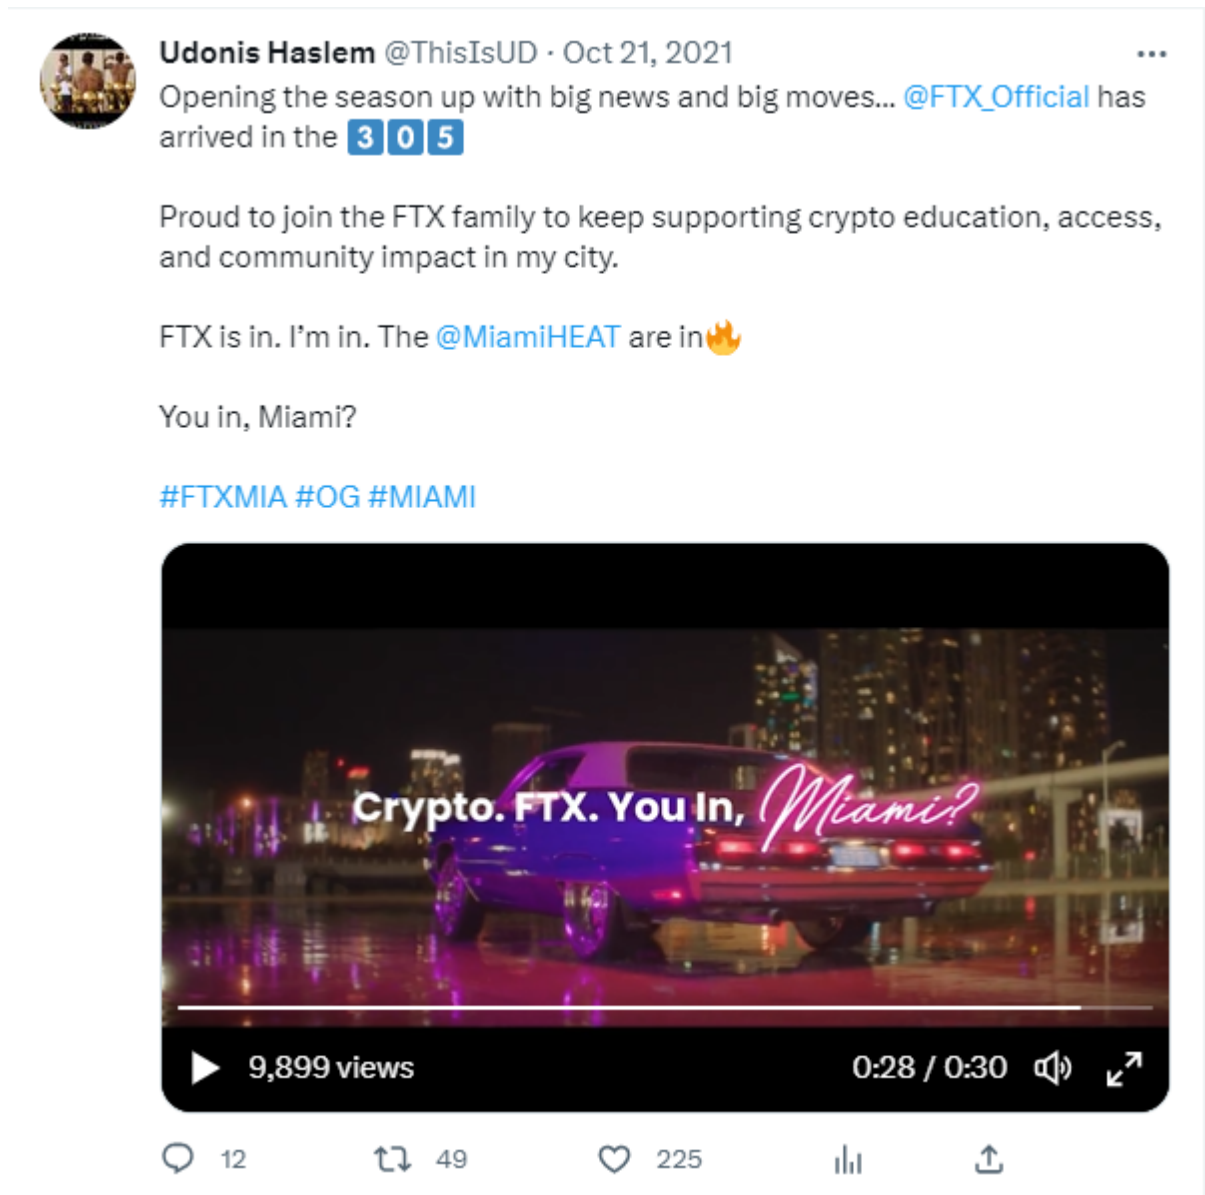 Udonis Haslem @ThisIsUD · Oct 21, 2021
Opening the season up with big news and big moves... @FTX_Official has
arrived in the 3️⃣0️⃣5️⃣
Proud to join the FTX family to keep supporting crypto education, access,
and community impact in my city.
FTX is in. I’m in. The @MiamiHEAT are in🔥
You in, Miami?
#FTXMIA #OG #MIAMI
Crypto. FTX. You In, Miami?
9,899 views
0:28 / 0:30
12
49
225